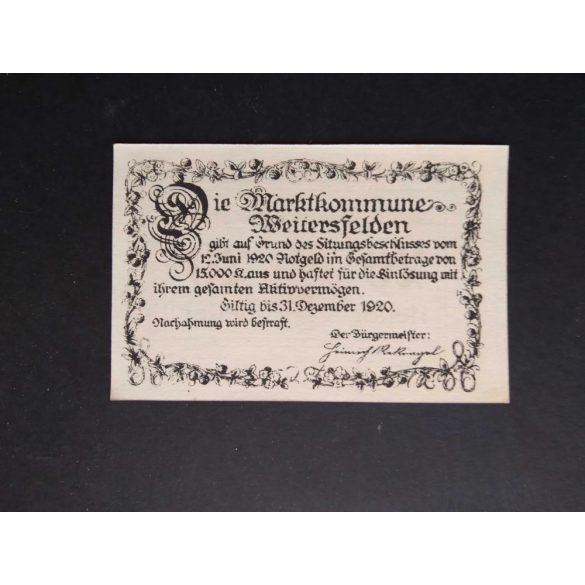 Die Marktkommune
Weitersfelden
gibt auf Grund des Sitzungsbeschlusses vom
12. Juni 1920 Notgeld im Gesamtbetrage von
15.000 K. aus und haftet für die Einlösung mit
ihrem gesamten Aktivvermögen.
Giltig bis 31. Dezember 1920.
Nachahmung wird bestraft.
Der Bürgermeister: